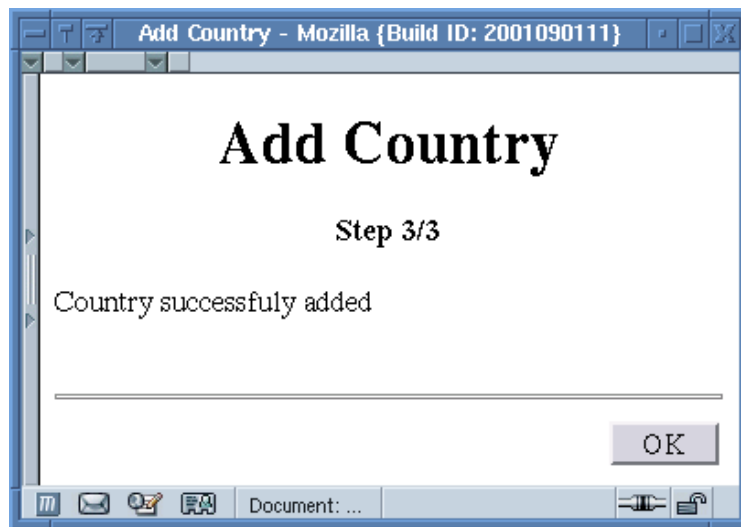 Add Country - Mozilla {Build ID: 2001090111}
Add Country
Step 3/3
Country successfuly added
OK
Document: ...